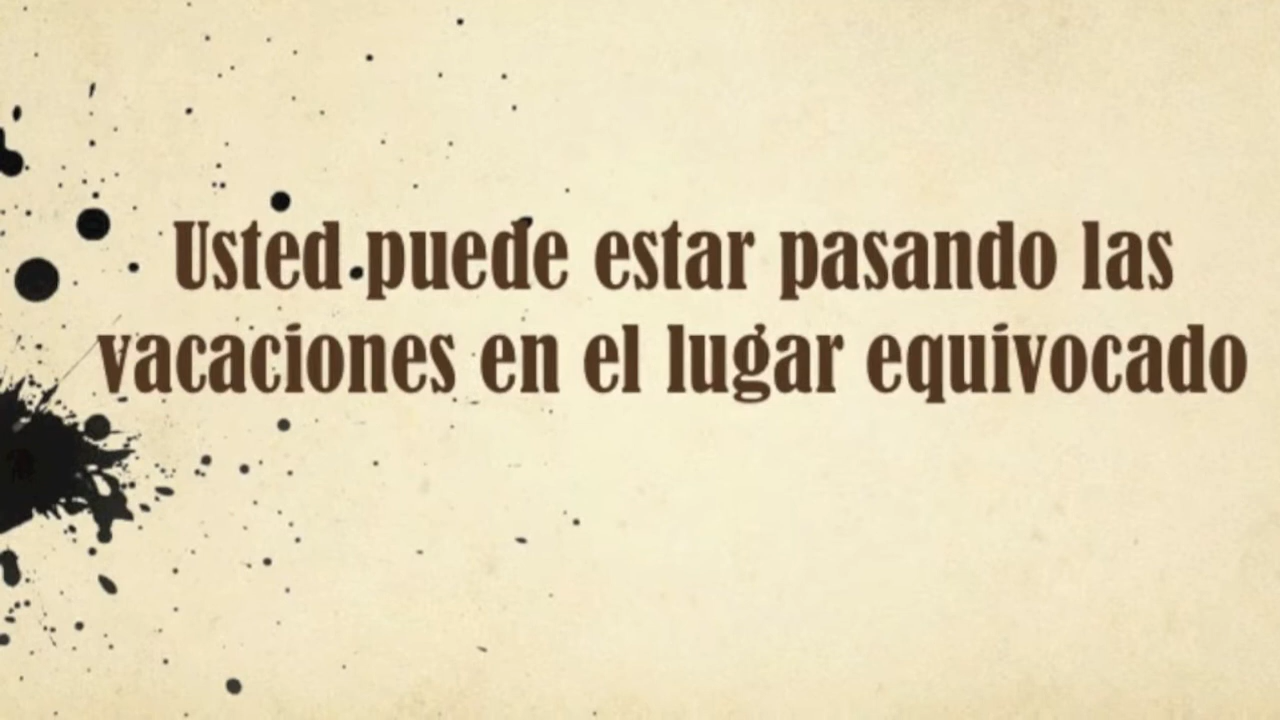 Usted puede estar pasando las
vacaciones en el lugar equivocado